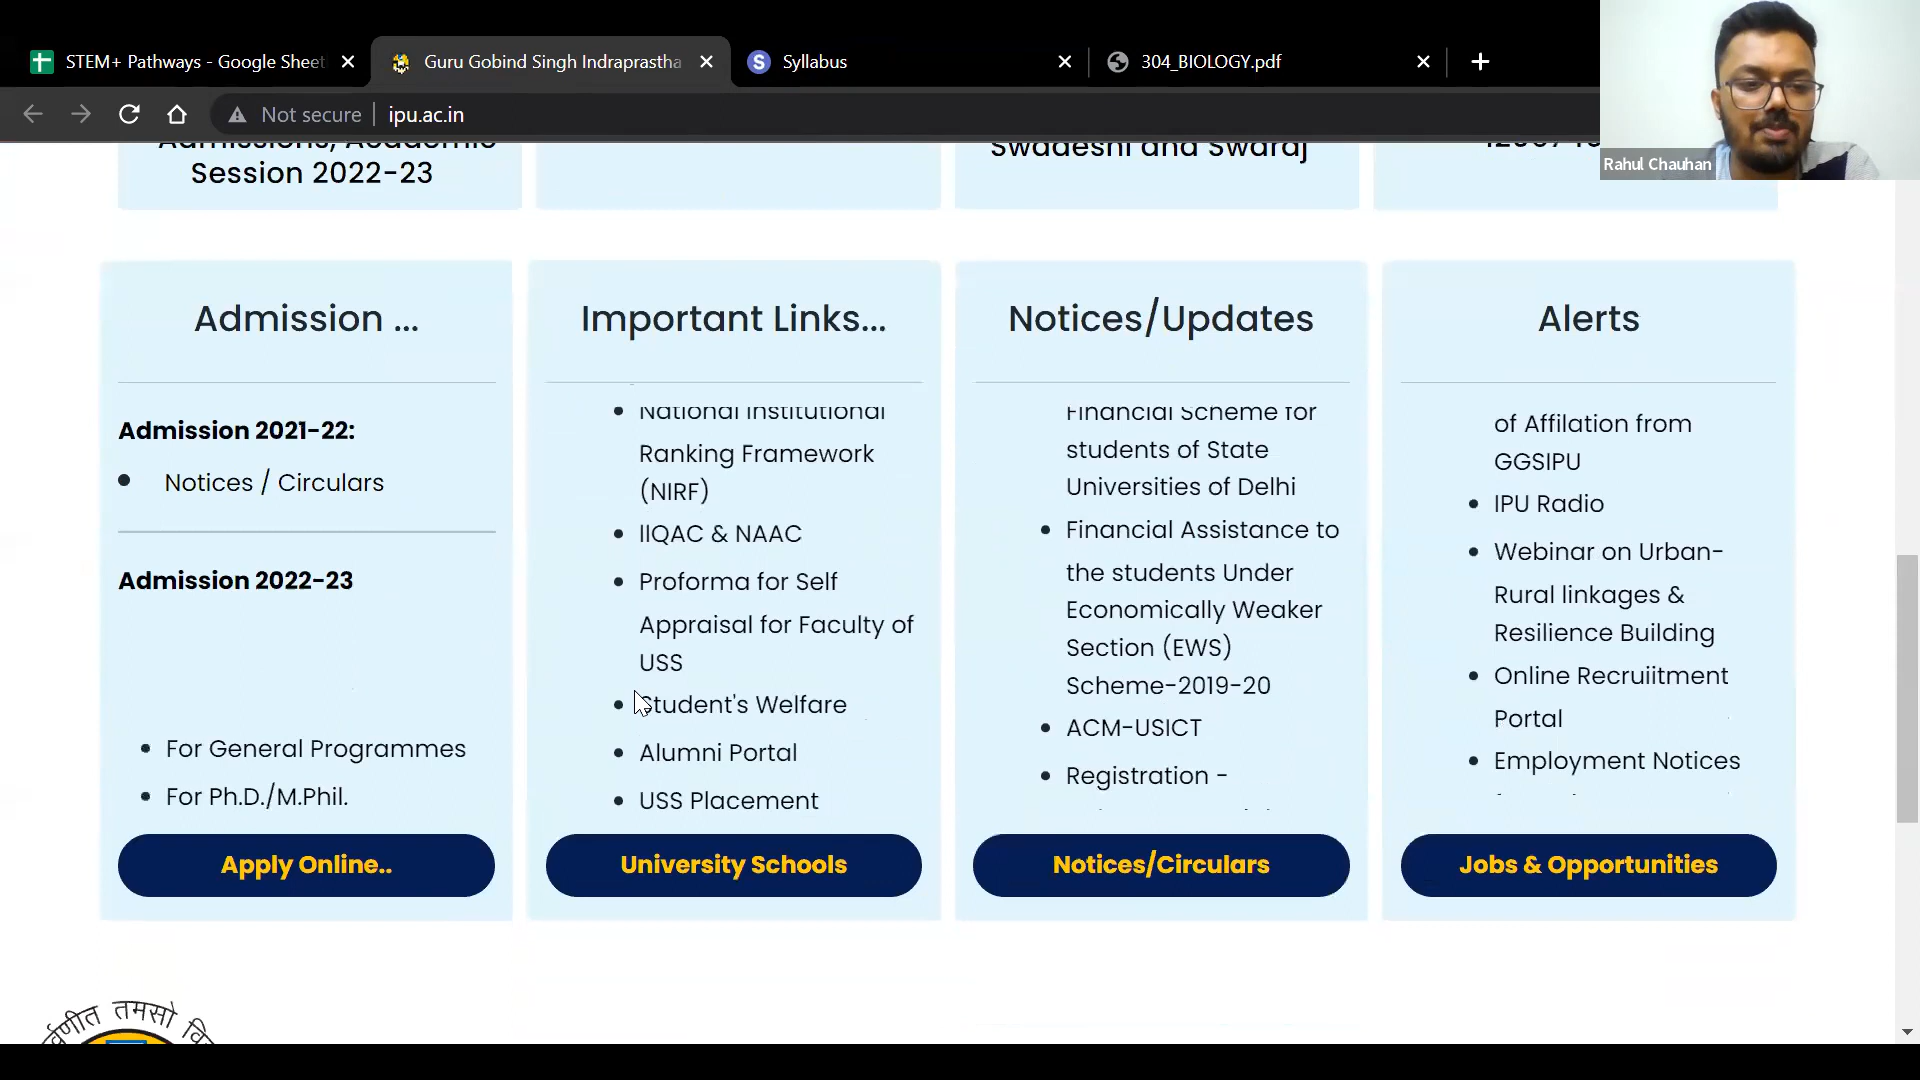 STEM+ Pathways - Google Sheet
Guru Gobind Singh Indraprastha
Syllabus
304_BIOLOGY.pdf
Not secure
ipu.ac.in
Rahul Chauhan
Admissions, Academic
Session 2022-23
Swadeshi and Swaraj
Admission ...
Admission 2021-22:
Notices / Circulars
Admission 2022-23
For General Programmes
For Ph.D./M.Phil.
Apply Online..
Important Links...
National Institutional
Ranking Framework
(NIRF)
IIQAC & NAAC
Proforma for Self
Appraisal for Faculty of
USS
Student's Welfare
Alumni Portal
USS Placement
University Schools
Notices/Updates
Financial Scheme for
students of State
Universities of Delhi
Financial Assistance to
the students Under
Economically Weaker
Section (EWS)
Scheme-2019-20
ACM-USICT
Registration -
Notices/Circulars
Alerts
of Affilation from
GGSIPU
IPU Radio
Webinar on Urban-
Rural linkages &
Resilience Building
Online Recruiitment
Portal
Employment Notices
Jobs & Opportunities